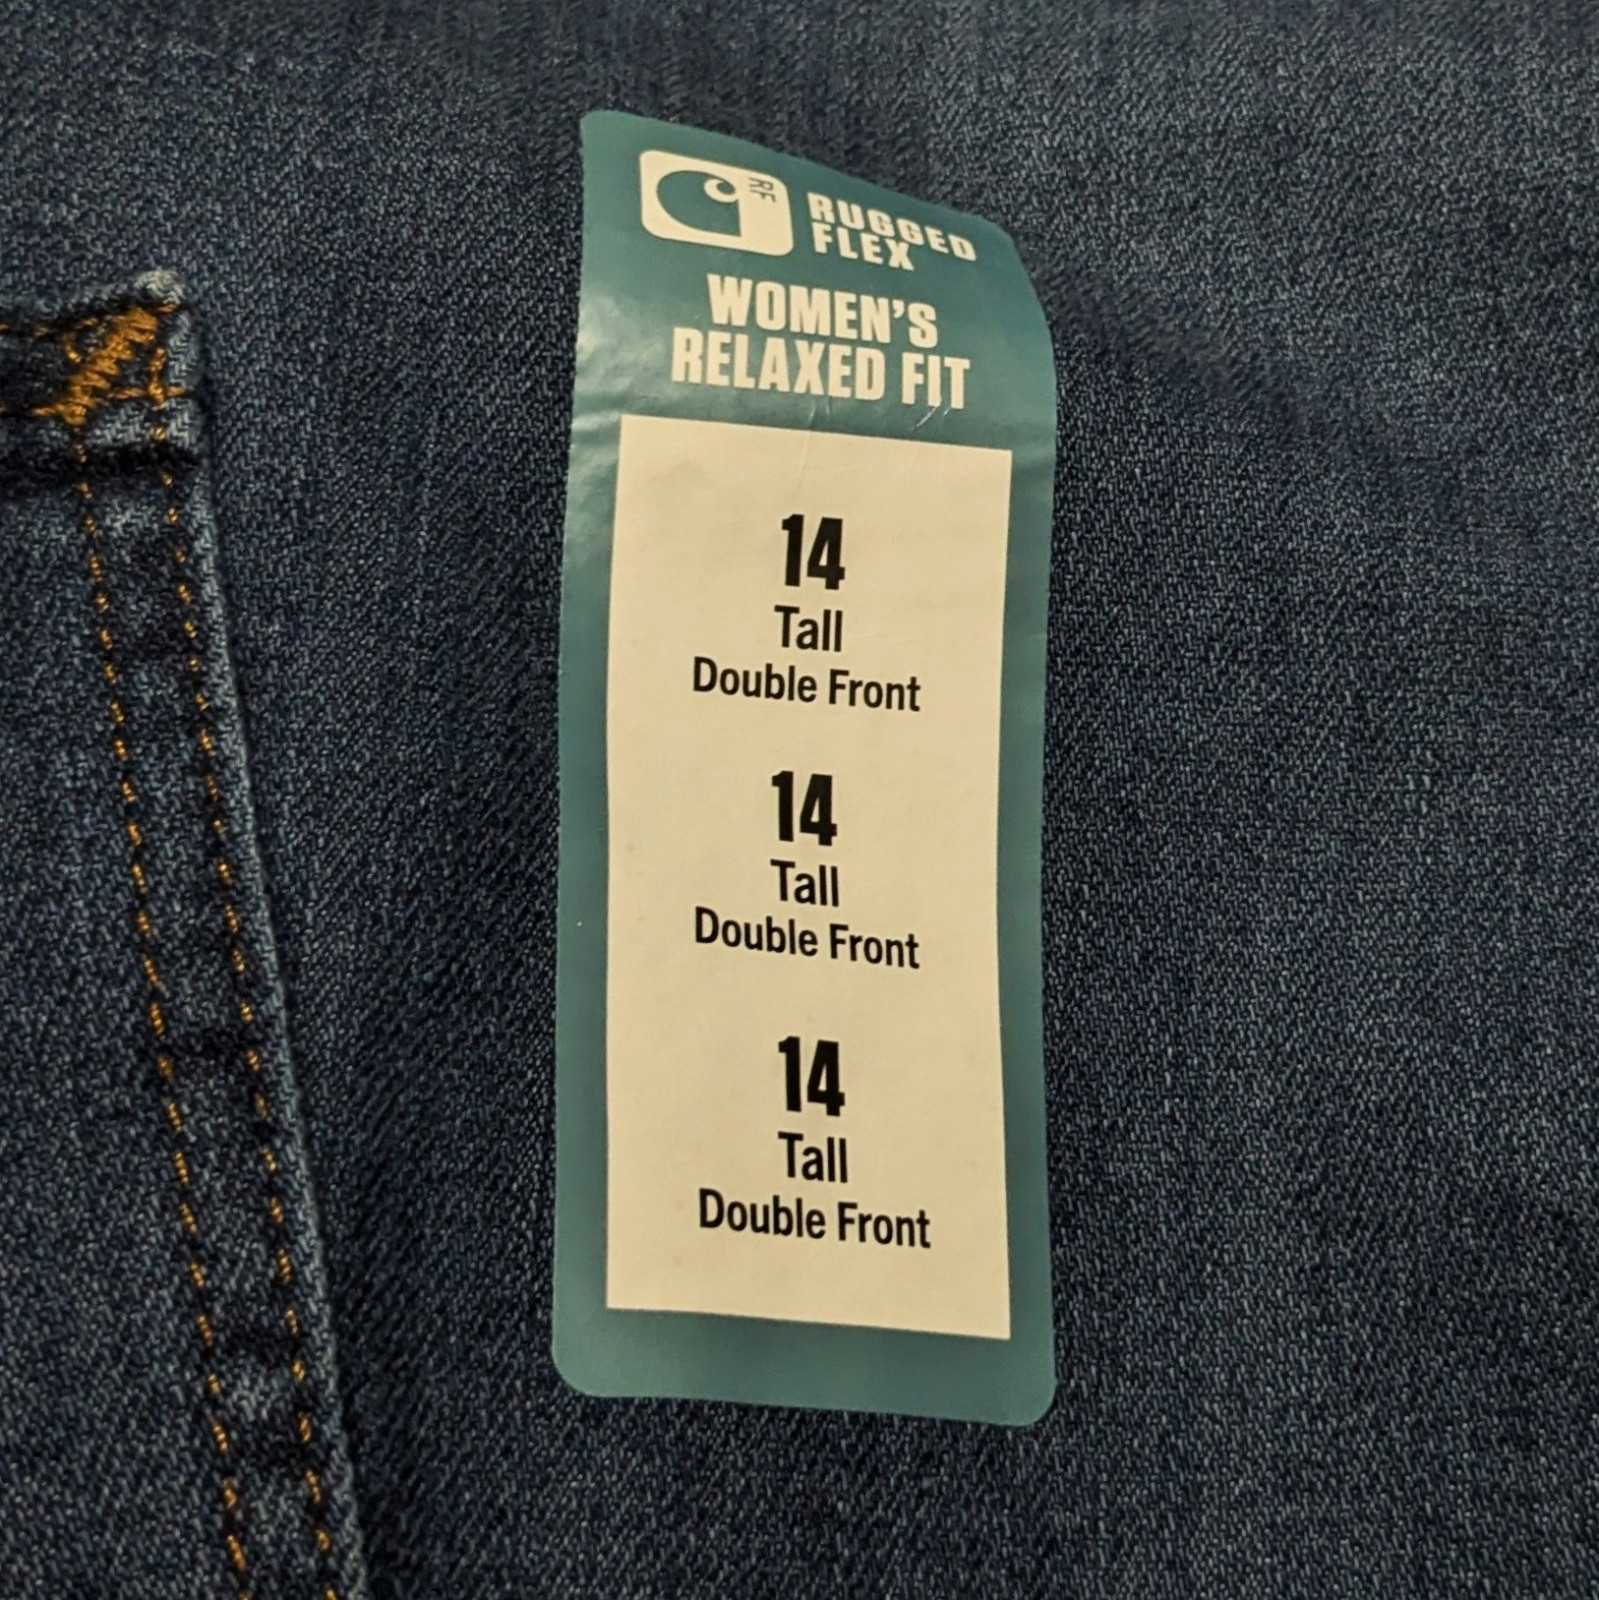 RF
RUGGED
FLEX
WOMEN'S
RELAXED FIT
14
Tall
Double Front
14
Tall
Double Front
14
Tall
Double Front